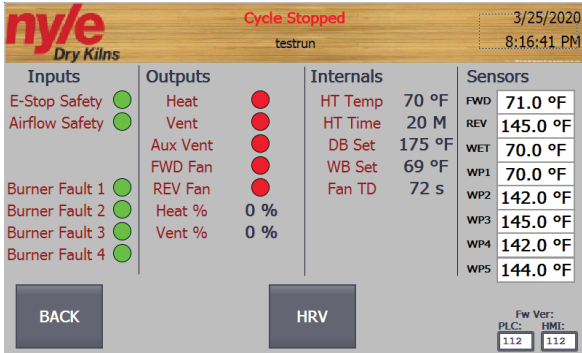 nyle
Dry Kilns
Cycle Stopped
testrun
3/25/2020
8:16:41 PM
Inputs
E-Stop Safety
Airflow Safety
Burner Fault 1
Burner Fault 2
Burner Fault 3
Burner Fault 4
Outputs
Heat
Vent
Aux Vent
FWD Fan
REV Fan
Heat % 0 %
Vent % 0 %
Internals
HT Temp 70 °F
HT Time 20 M
DB Set 175 °F
WB Set 69 °F
Fan TD 72 s
Sensors
FWD 71.0 °F
REV 145.0 °F
WET 70.0 °F
WP1 70.0 °F
WP2 142.0 °F
WP3 145.0 °F
WP4 142.0 °F
WP5 144.0 °F
BACK
HRV
Fw Ver:
PLC: HMI:
112 112